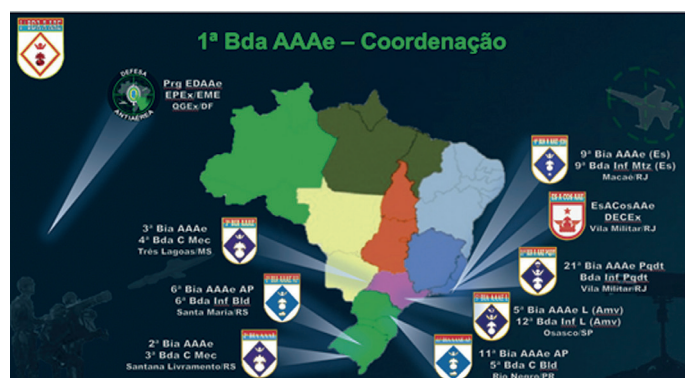 1ª Bda AAAe – Coordenação
DEFESA
ANTIAÉREA
Prg EDAAe
EPEx/EME
QGEx/DF
9ª Bia AAAe (Es)
9ª Bda Inf Mtz (Es)
Macaé/RJ
EsACosAAe
DECEx
Vila Militar/RJ
3ª Bia AAAe
4ª Bda C Mec
Três Lagoas/MS
21ª Bia AAAe Pqdt
Bda Inf Pqdt
Vila Militar/RJ
6ª Bia AAAe AP
6ª Bda Inf Bld
Santa Maria/RS
5ª Bia AAAe L (Amv)
12ª Bda Inf L (Amv)
Osasco/SP
2ª Bia AAAe
3ª Bda C Mec
Santana Livramento/RS
11ª Bia AAAe AP
5ª Bda C Bld
Rio Negro/PR